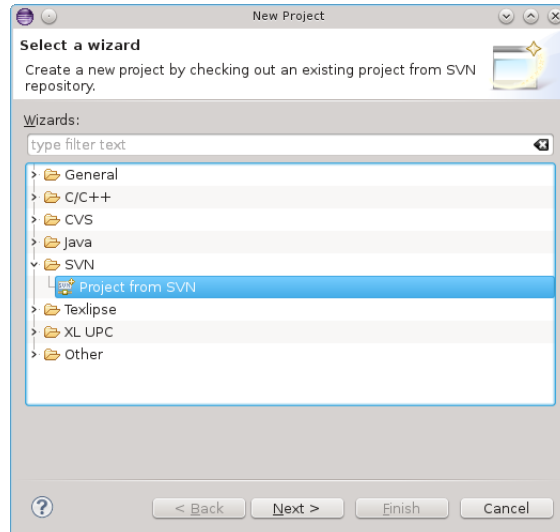 New Project
Select a wizard
Create a new project by checking out an existing project from SVN
repository.
Wizards:
type filter text
General
C/C++
CVS
Java
SVN
Project from SVN
Texlipse
XL UPC
Other
< Back Next > Finish Cancel